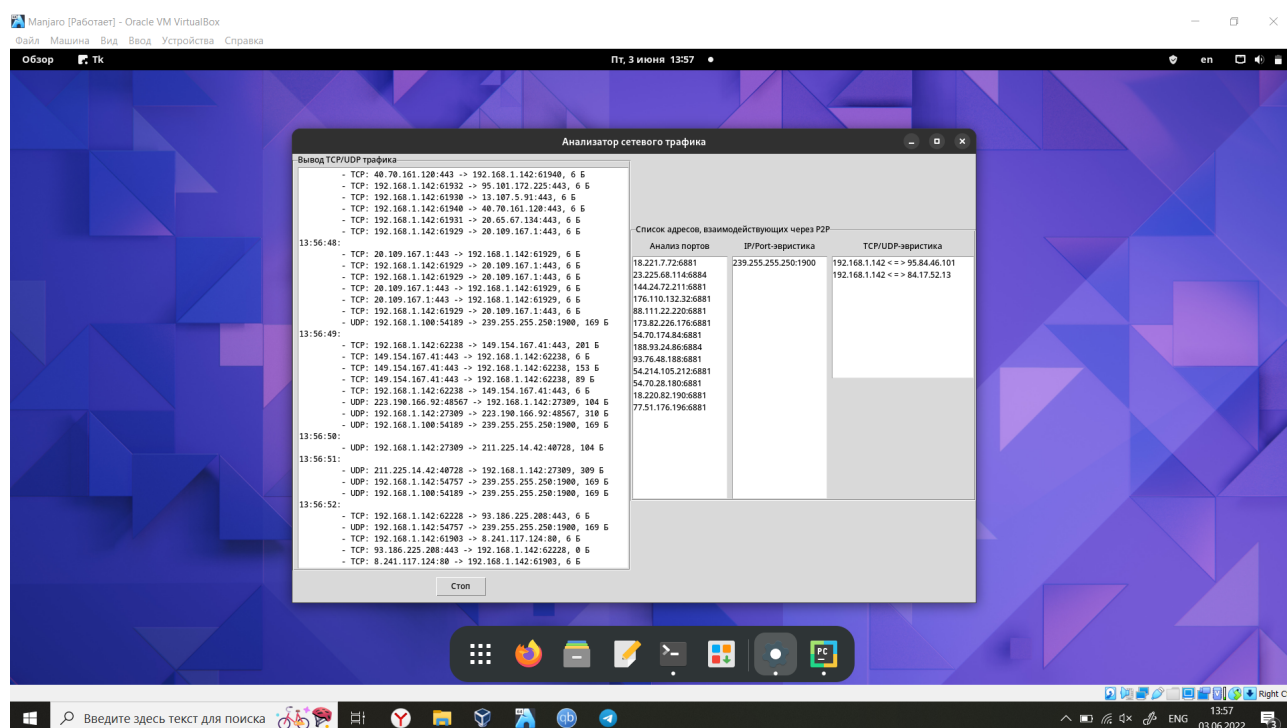 Manjaro [Работает] - Oracle VM VirtualBox
Файл Машина Вид Ввод Устройства Справка
Обзор Tk Пт, 3 июня 13:57 en
Анализатор сетевого трафика
Вывод TCP/UDP трафика
- TCP: 40.70.161.120:443 -> 192.168.1.142:61940, 6 Б
- TCP: 192.168.1.142:61932 -> 95.101.172.225:443, 6 Б
- TCP: 192.168.1.142:61930 -> 13.107.5.91:443, 6 Б
- TCP: 192.168.1.142:61940 -> 40.70.161.120:443, 6 Б
- TCP: 192.168.1.142:61931 -> 20.65.67.134:443, 6 Б
- TCP: 192.168.1.142:61929 -> 20.109.167.1:443, 6 Б
13:56:48:
- TCP: 20.109.167.1:443 -> 192.168.1.142:61929, 6 Б
- TCP: 192.168.1.142:61929 -> 20.109.167.1:443, 6 Б
- TCP: 192.168.1.142:61929 -> 20.109.167.1:443, 6 Б
- TCP: 20.109.167.1:443 -> 192.168.1.142:61929, 6 Б
- TCP: 20.109.167.1:443 -> 192.168.1.142:61929, 6 Б
- TCP: 192.168.1.142:61929 -> 20.109.167.1:443, 6 Б
- UDP: 192.168.1.100:54189 -> 239.255.255.250:1900, 169 Б
13:56:49:
- TCP: 192.168.1.142:62238 -> 149.154.167.41:443, 201 Б
- TCP: 149.154.167.41:443 -> 192.168.1.142:62238, 6 Б
- TCP: 149.154.167.41:443 -> 192.168.1.142:62238, 153 Б
- TCP: 149.154.167.41:443 -> 192.168.1.142:62238, 89 Б
- TCP: 192.168.1.142:62238 -> 149.154.167.41:443, 6 Б
- UDP: 223.190.166.92:48567 -> 192.168.1.142:27309, 104 Б
- UDP: 192.168.1.142:27309 -> 223.190.166.92:48567, 310 Б
- UDP: 192.168.1.100:54189 -> 239.255.255.250:1900, 169 Б
13:56:50:
- UDP: 192.168.1.142:27309 -> 211.225.14.42:40728, 104 Б
13:56:51:
- UDP: 211.225.14.42:40728 -> 192.168.1.142:27309, 309 Б
- UDP: 192.168.1.142:54757 -> 239.255.255.250:1900, 169 Б
- UDP: 192.168.1.100:54189 -> 239.255.255.250:1900, 169 Б
13:56:52:
- TCP: 192.168.1.142:62228 -> 93.186.225.208:443, 6 Б
- UDP: 192.168.1.142:54757 -> 239.255.255.250:1900, 169 Б
- TCP: 192.168.1.142:61903 -> 8.241.117.124:80, 6 Б
- TCP: 93.186.225.208:443 -> 192.168.1.142:62228, 0 Б
- TCP: 8.241.117.124:80 -> 192.168.1.142:61903, 6 Б
Стоп
Список адресов, взаимодействующих через P2P
Анализ портов
18.221.7.72:6881
23.225.68.114:6884
144.24.72.211:6881
176.110.132.32:6881
88.111.22.220:6881
173.82.226.176:6881
54.70.174.84:6881
188.93.24.86:6884
93.76.48.188:6881
54.214.105.212:6881
54.70.28.180:6881
18.220.82.190:6881
77.51.176.196:6881
IP/Port-эвристика
239.255.255.250:1900
TCP/UDP-эвристика
192.168.1.142 < = > 95.84.46.101
192.168.1.142 < = > 84.17.52.13
PC
Right C
Введите здесь текст для поиска
qb
ENG
13:57
03.06.2022
3